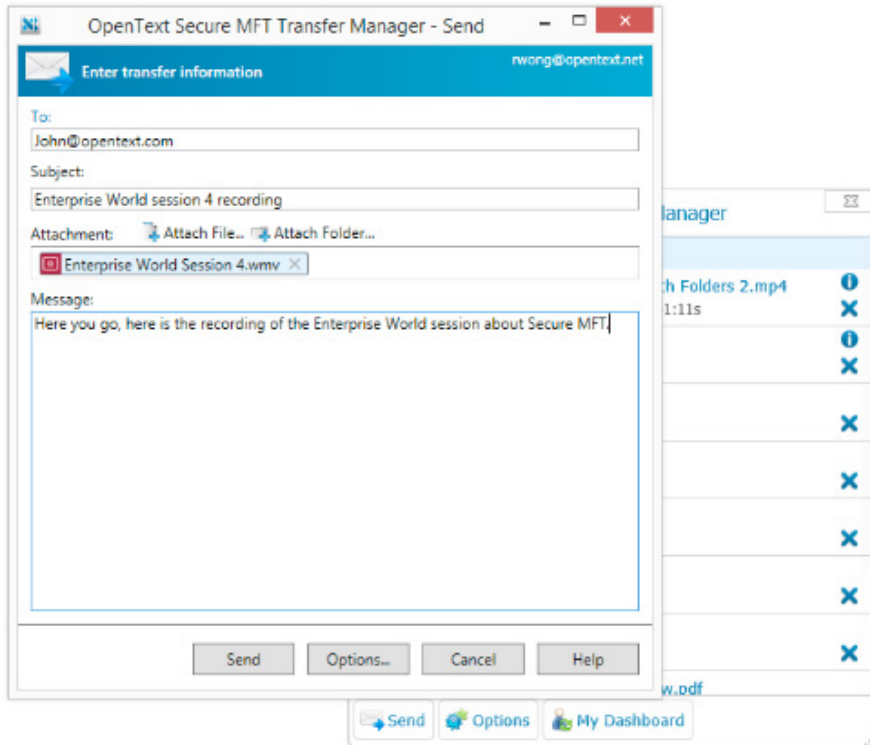 OpenText Secure MFT Transfer Manager - Send
Enter transfer information
rwong@opentext.net
To:
John@opentext.com
Subject:
Enterprise World session 4 recording
Attachment: Attach File... Attach Folder...
Enterprise World Session 4.wmv
Message:
Here you go, here is the recording of the Enterprise World session about Secure MFT.
Send Options... Cancel Help
Folders 2.mp4
1:11s
w.pdf
Send Options My Dashboard